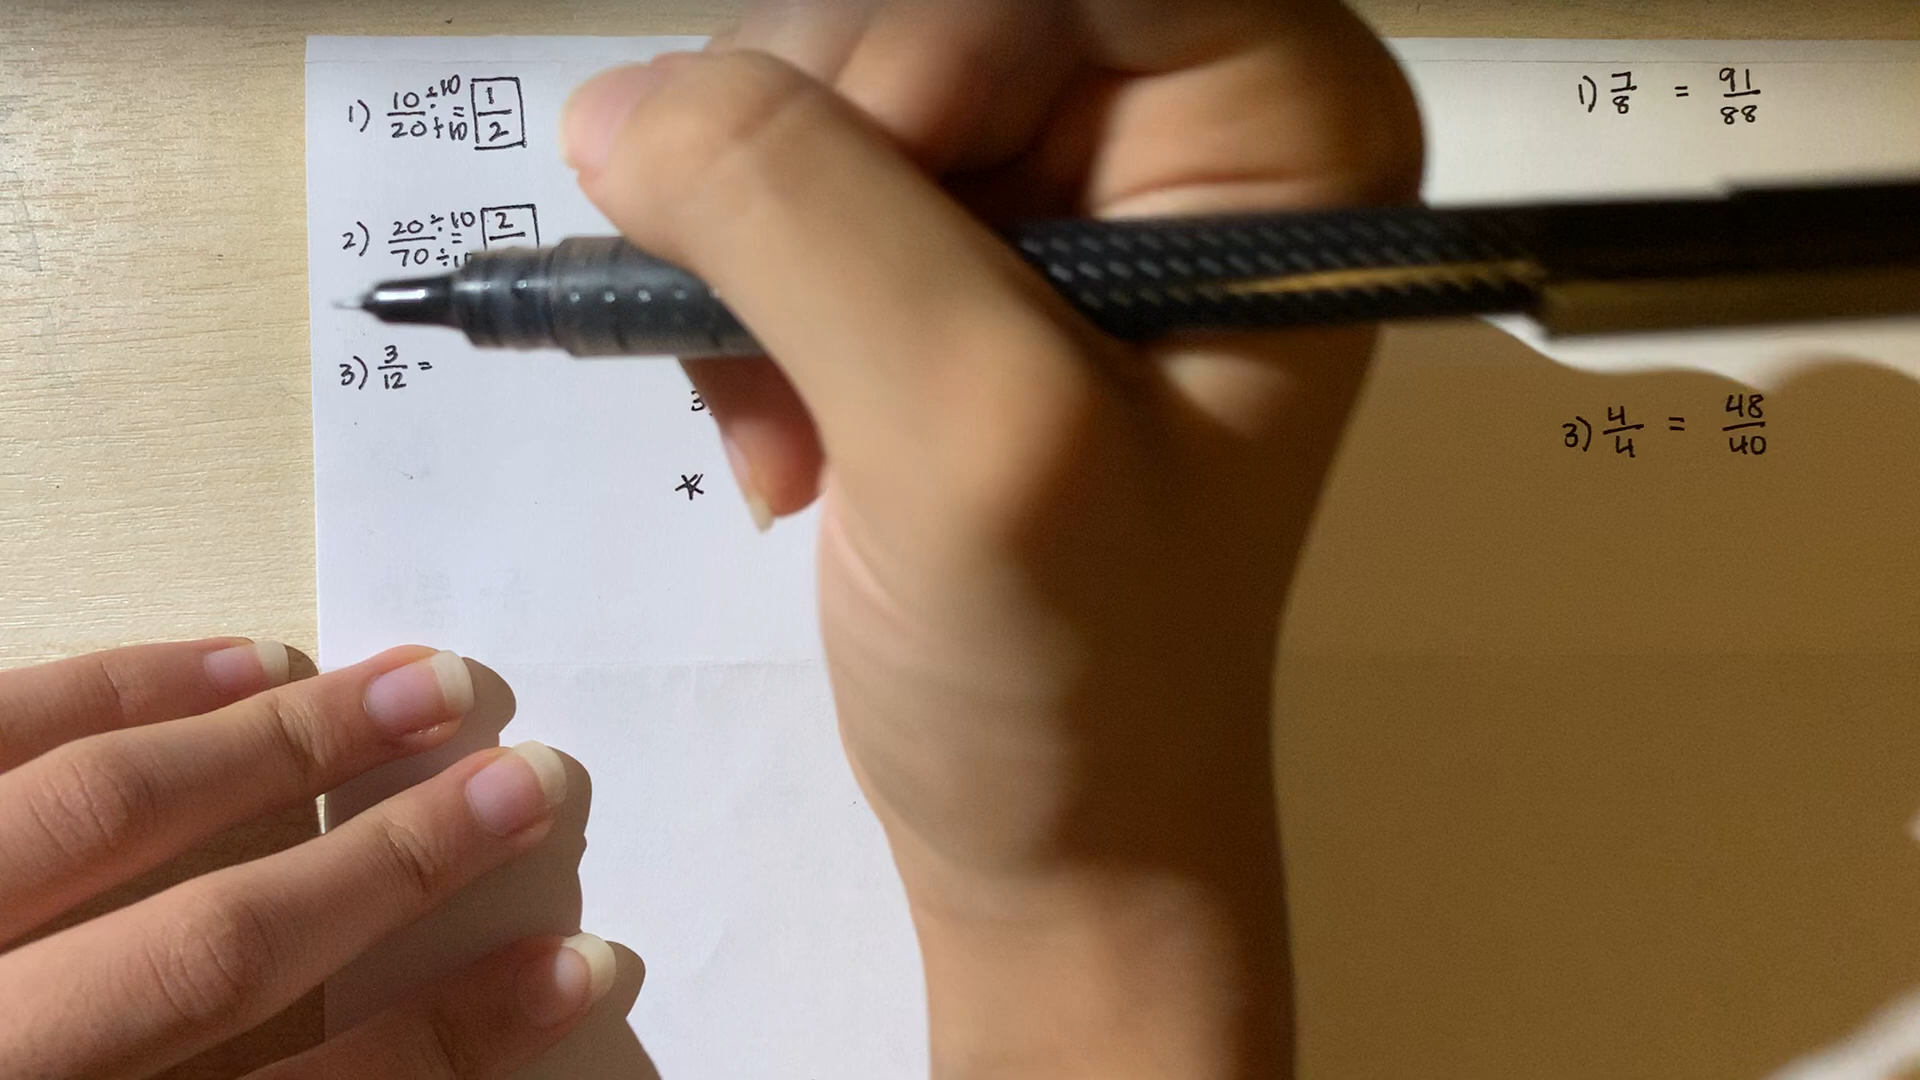 1) 10÷10 / 20÷10 = 1/2
2) 20÷10 / 70÷10 = 2
3) 3/12 =
3
*
1) 7/8 = 91/88
3) 4/4 = 48/40